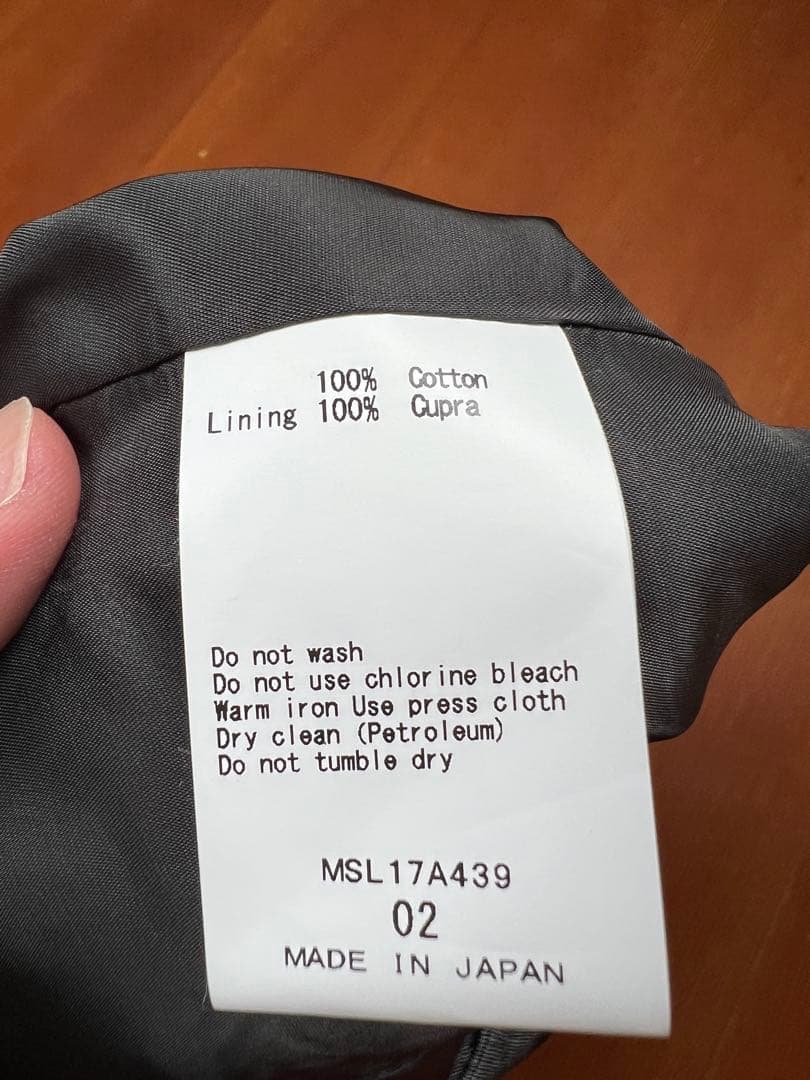 100% Cotton
Lining 100% Cupra
Do not wash
Do not use chlorine bleach
Warm iron Use press cloth
Dry clean (Petroleum)
Do not tumble dry
MSL17A439
02
MADE IN JAPAN